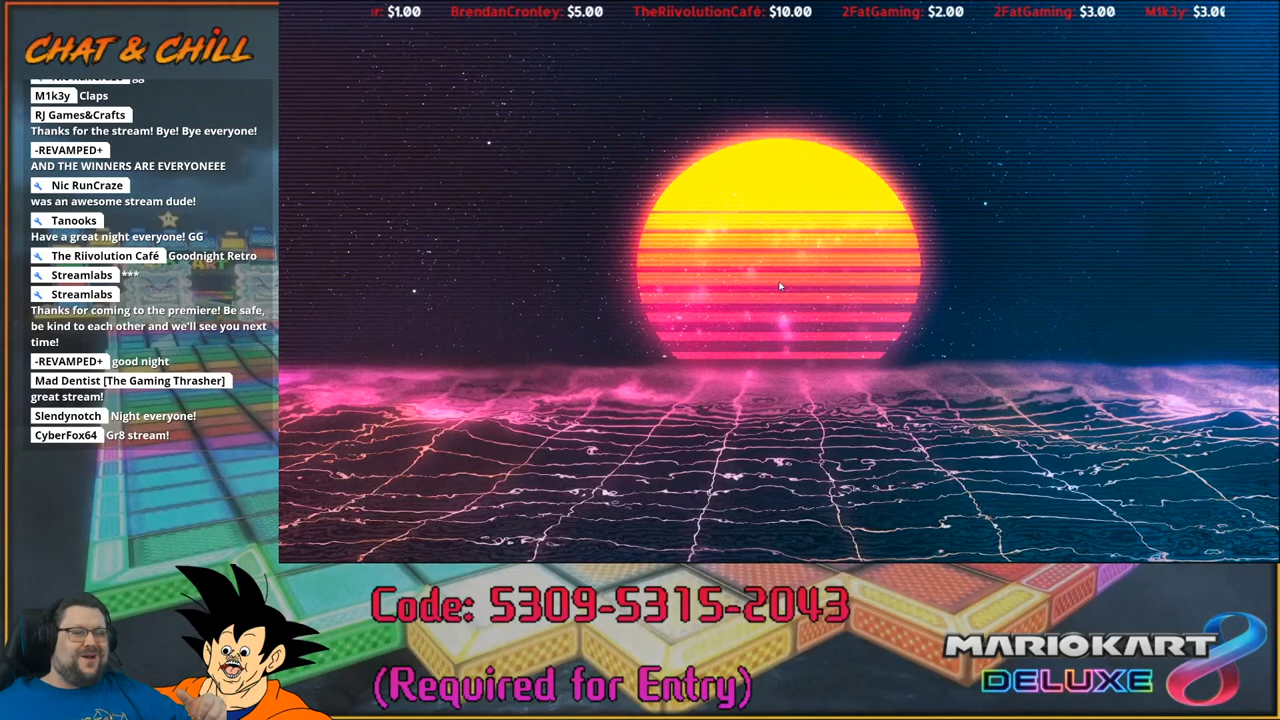 r: $1.00 BrendanCronley: $5.00 TheRiivolutionCafé: $10.00 2FatGaming: $2.00 2FatGaming: $3.00 M1k3y: $3.00
CHAT & CHILL
gg
M1k3y Claps
RJ Games&Crafts
Thanks for the stream! Bye! Bye everyone!
-REVAMPED+
AND THE WINNERS ARE EVERYONEEE
Nic RunCraze
was an awesome stream dude!
Tanooks
Have a great night everyone! GG
The Riivolution Café Goodnight Retro
Streamlabs ***
Streamlabs
Thanks for coming to the premiere! Be safe,
be kind to each other and we'll see you next
time!
-REVAMPED+ good night
Mad Dentist [The Gaming Thrasher]
great stream!
Slendynotch Night everyone!
CyberFox64 Gr8 stream!
Code: 5309-5315-2043
(Required for Entry)
MARIOKART 8
DELUXE